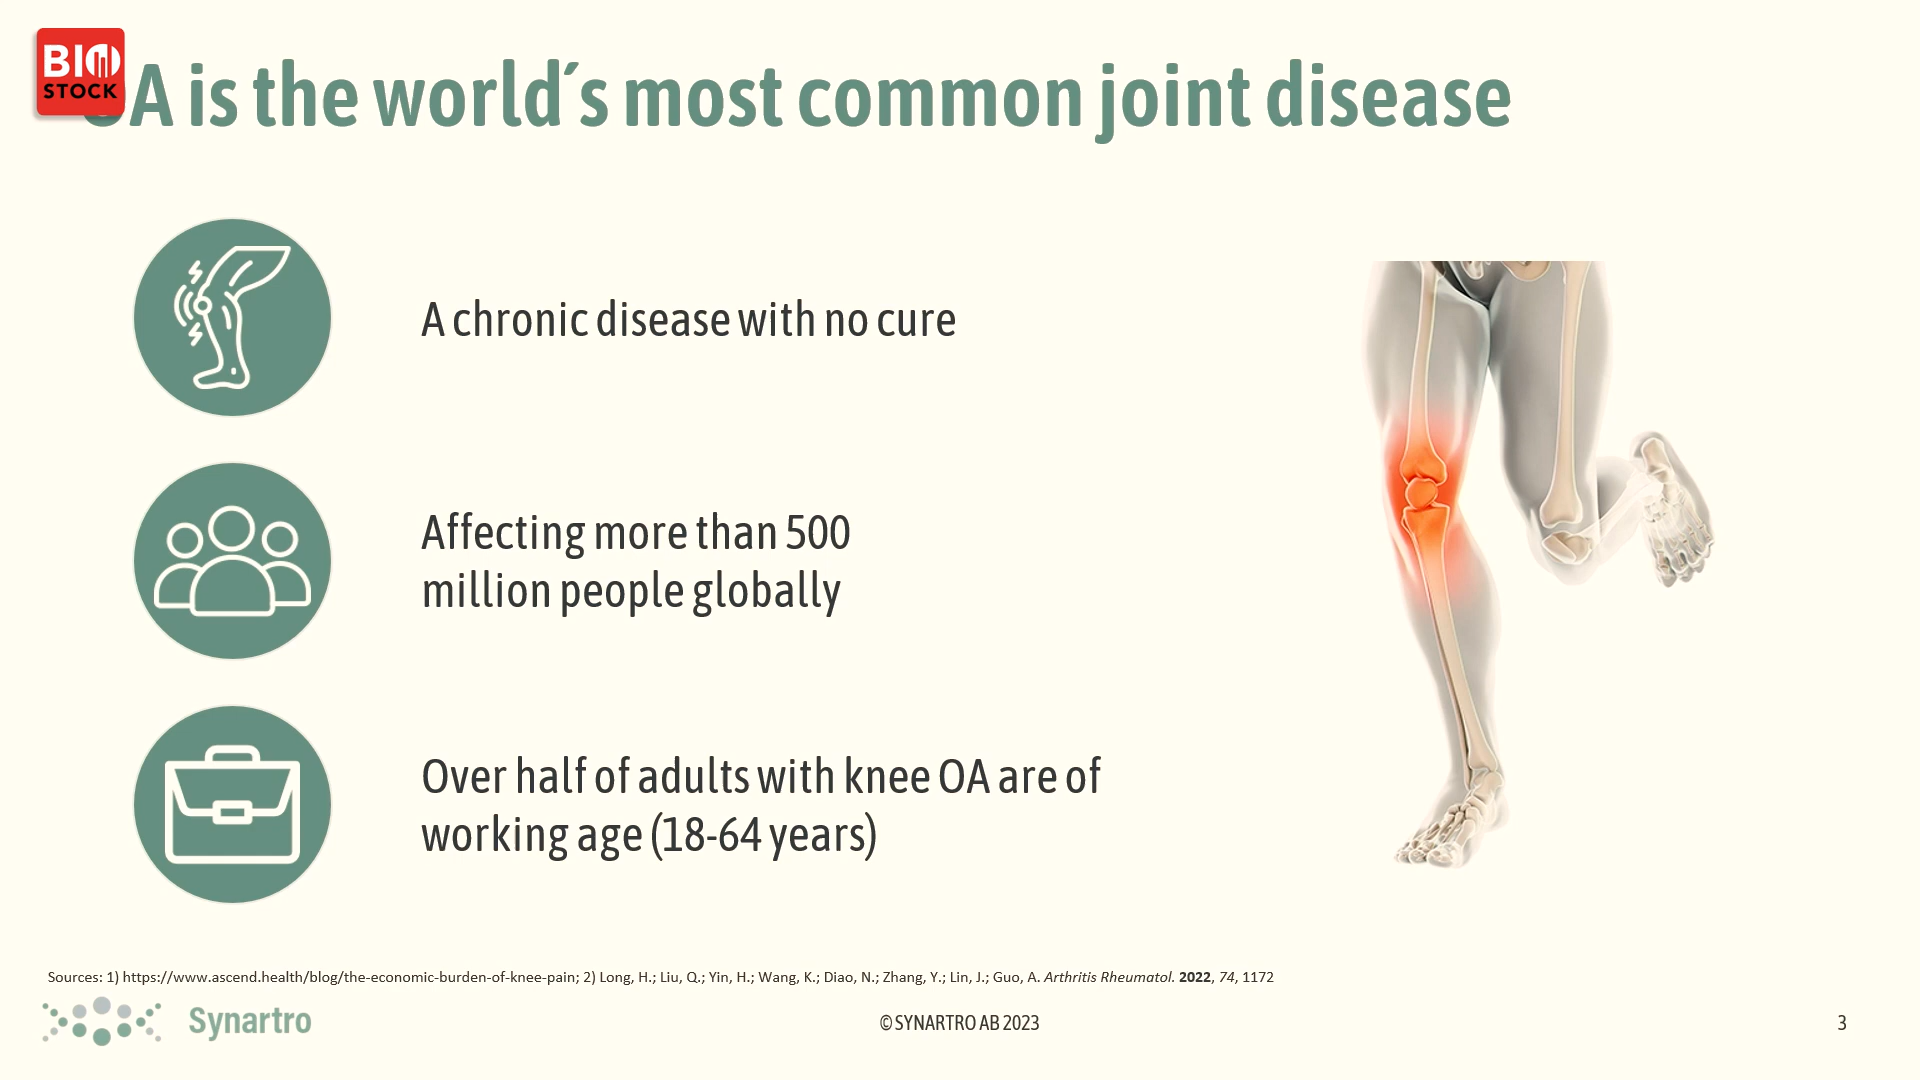 BIO
STOCK
OA is the world´s most common joint disease
A chronic disease with no cure
Affecting more than 500
million people globally
Over half of adults with knee OA are of
working age (18-64 years)
Sources: 1) https://www.ascend.health/blog/the-economic-burden-of-knee-pain; 2) Long, H.; Liu, Q.; Yin, H.; Wang, K.; Diao, N.; Zhang, Y.; Lin, J.; Guo, A. Arthritis Rheumatol. 2022, 74, 1172
Synartro
© SYNARTRO AB 2023
3